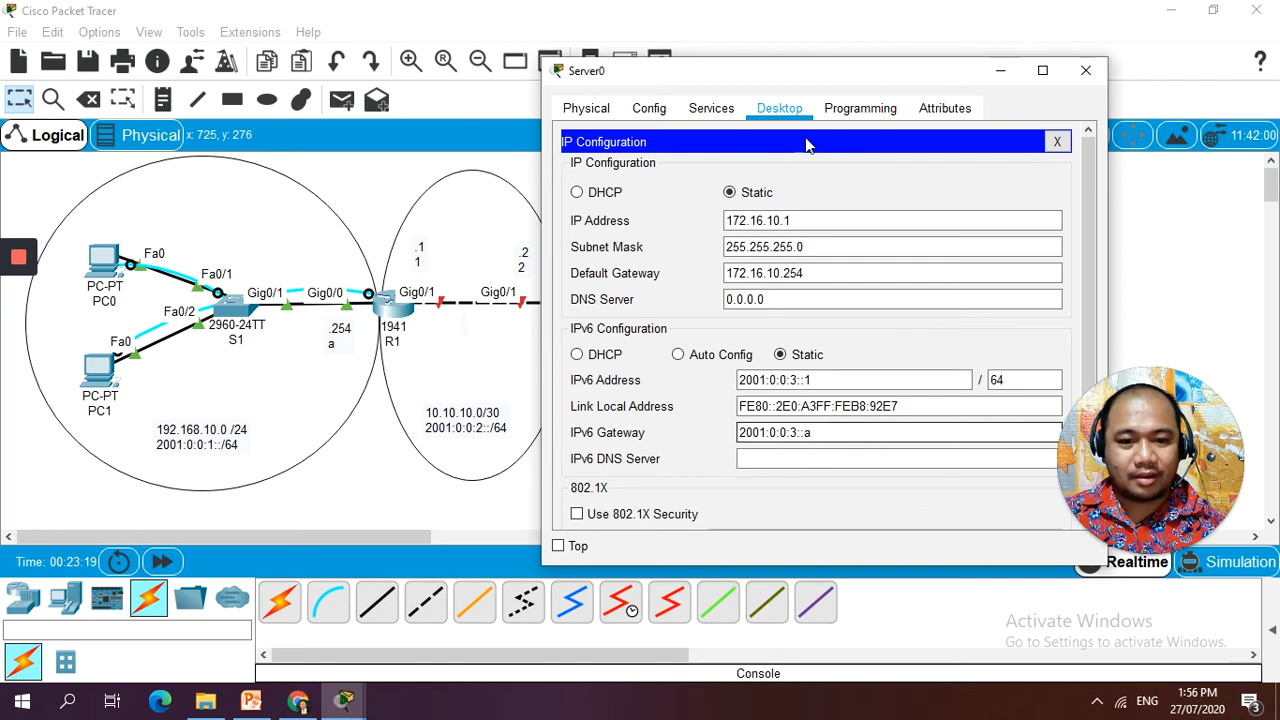 Cisco Packet Tracer
File Edit Options View Tools Extensions Help
Server0
Physical Config Services Desktop Programming Attributes
Logical Physical x: 725, y: 276
11:42:00
IP Configuration X
IP Configuration
DHCP Static
IP Address 172.16.10.1
Subnet Mask 255.255.255.0
Default Gateway 172.16.10.254
DNS Server 0.0.0.0
IPv6 Configuration
DHCP Auto Config Static
IPv6 Address 2001:0:0:3::1 / 64
Link Local Address FE80::2E0:A3FF:FEB8:92E7
IPv6 Gateway 2001:0:0:3::a
IPv6 DNS Server
802.1X
Use 802.1X Security
Top
Fa0
PC-PT
PC0
Fa0/1
Fa0/2
Gig0/1
Gig0/0
2960-24TT
S1
Fa0
PC-PT
PC1
.254
a
Gig0/1
1941
R1
.1
1
.2
2
Gig0/1
192.168.10.0 /24
2001:0:0:1::/64
10.10.10.0/30
2001:0:0:2::/64
Time: 00:23:19
Realtime Simulation
Activate Windows
Go to Settings to activate Windows.
Console
ENG
1:56 PM
27/07/2020
3